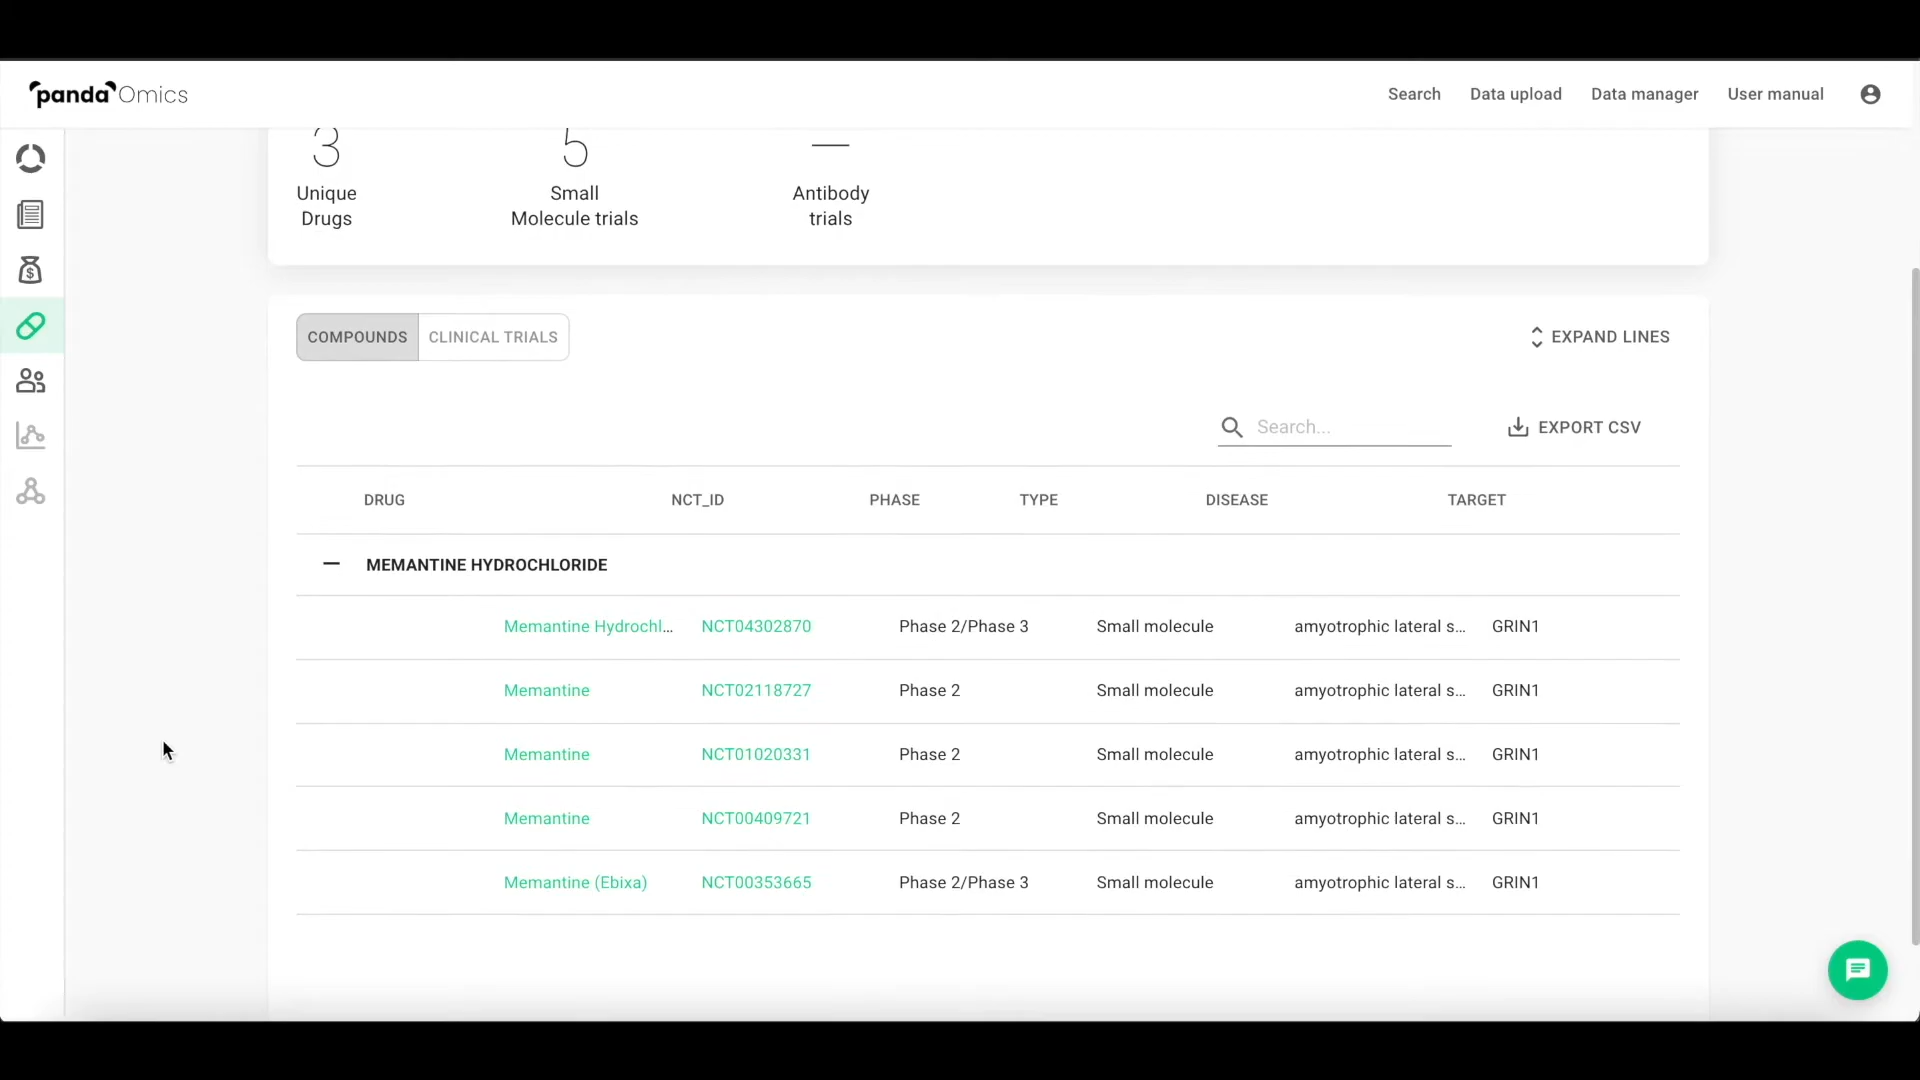 panda Omics
Search Data upload Data manager User manual
3 5 —
Unique Drugs
Small Molecule trials
Antibody trials
COMPOUNDS CLINICAL TRIALS
EXPAND LINES
Search...
EXPORT CSV
DRUG NCT_ID PHASE TYPE DISEASE TARGET
— MEMANTINE HYDROCHLORIDE
Memantine Hydrochl... NCT04302870 Phase 2/Phase 3 Small molecule amyotrophic lateral s... GRIN1
Memantine NCT02118727 Phase 2 Small molecule amyotrophic lateral s... GRIN1
Memantine NCT01020331 Phase 2 Small molecule amyotrophic lateral s... GRIN1
Memantine NCT00409721 Phase 2 Small molecule amyotrophic lateral s... GRIN1
Memantine (Ebixa) NCT00353665 Phase 2/Phase 3 Small molecule amyotrophic lateral s... GRIN1